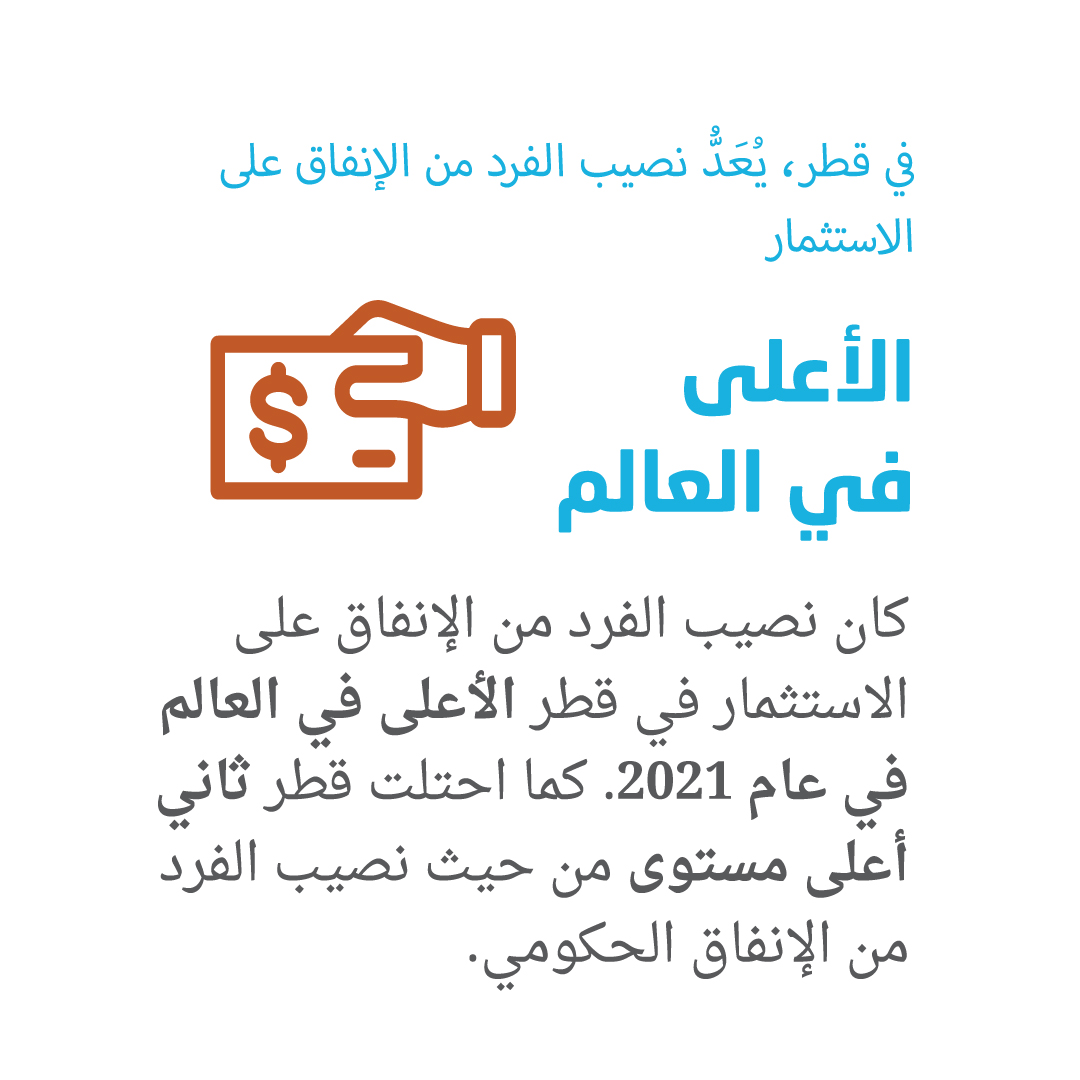 في قطر، يُعَدُّ نصيب الفرد من الإنفاق على
الاستثمار
الأعلى
في العالم
$
كان نصيب الفرد من الإنفاق على
الاستثمار في قطر الأعلى في العالم
في عام 2021. كما احتلت قطر ثاني
أعلى مستوى من حيث نصيب الفرد
من الإنفاق الحكومي.